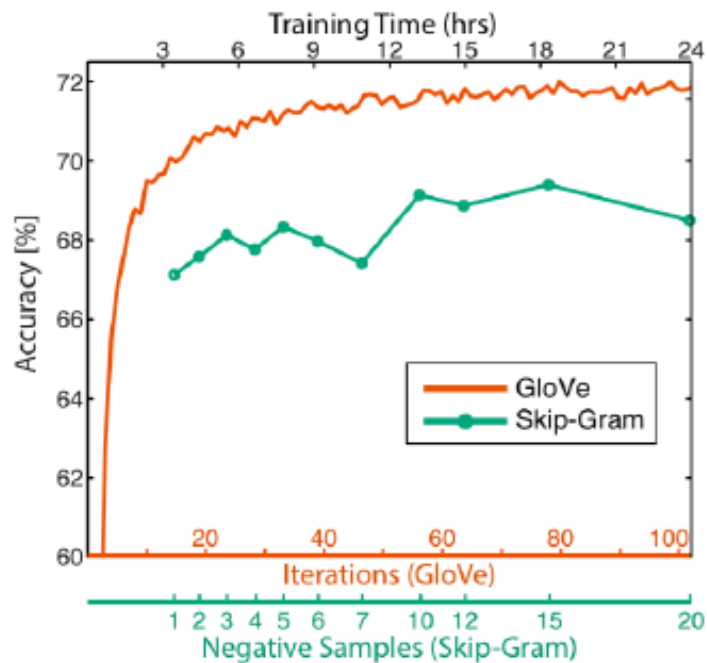 Training Time (hrs)
3 6 9 12 15 18 21 24
72
70
68
66
64
62
60
Accuracy [%]
GloVe
Skip-Gram
20 40 60 80 100
Iterations (GloVe)
1 2 3 4 5 6 7 10 12 15 20
Negative Samples (Skip-Gram)